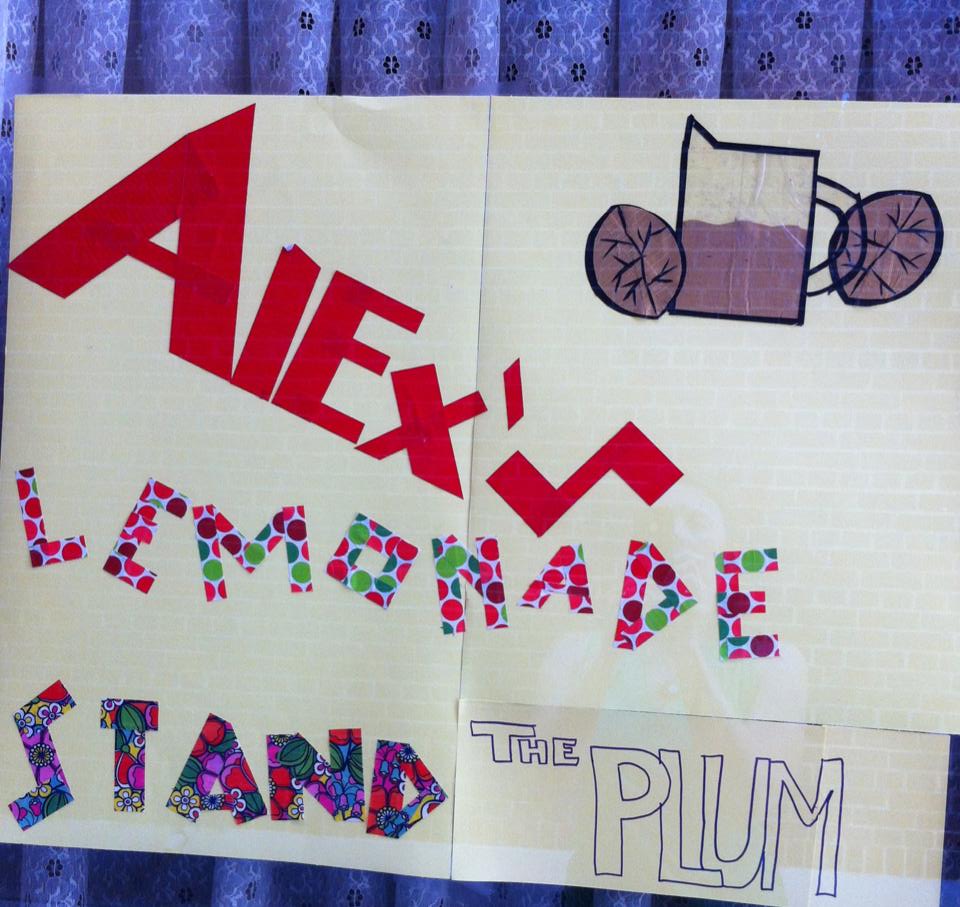 AlEx's
LEMONADE
STAND
THE PLUM